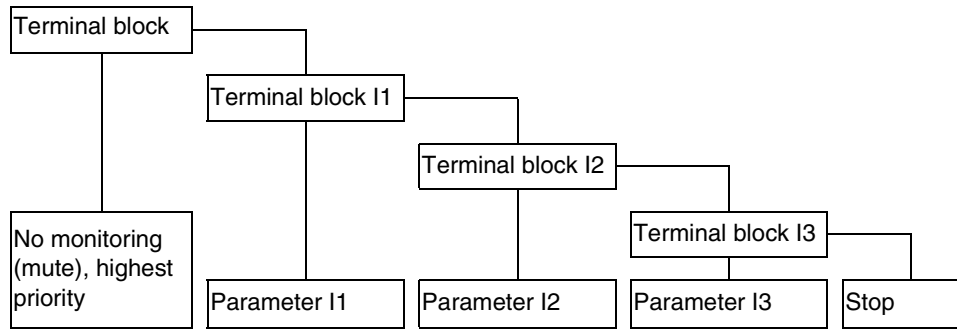 Terminal block
Terminal block I1
Terminal block I2
Terminal block I3
No monitoring
(mute), highest
priority
Parameter I1
Parameter I2
Parameter I3
Stop